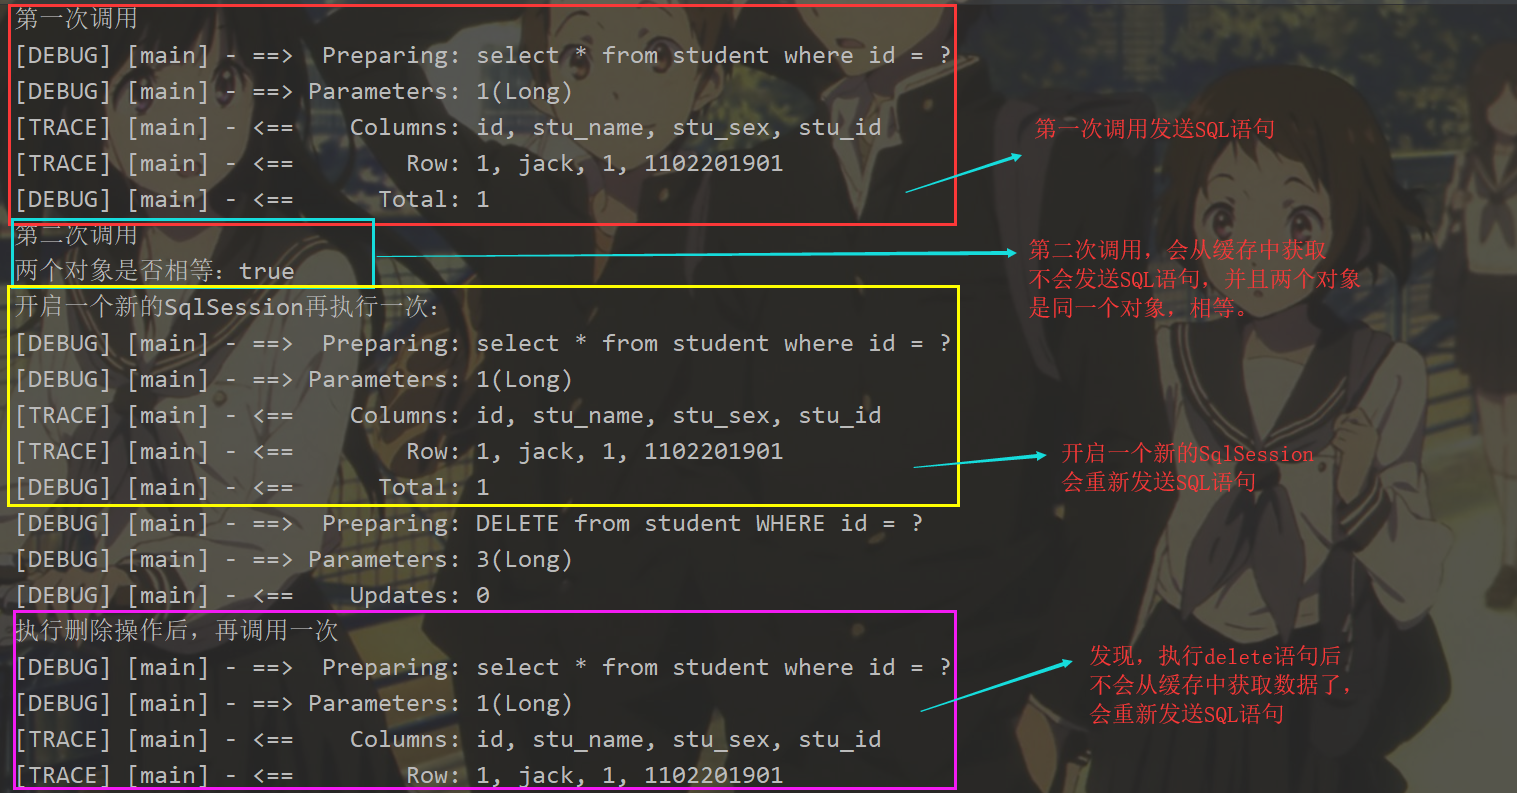 第一次调用
[DEBUG] [main] - ==>  Preparing: select * from student where id = ?
[DEBUG] [main] - ==> Parameters: 1(Long)
[TRACE] [main] - <==    Columns: id, stu_name, stu_sex, stu_id
[TRACE] [main] - <==        Row: 1, jack, 1, 1102201901
[DEBUG] [main] - <==      Total: 1
第一次调用发送SQL语句
第二次调用
两个对象是否相等：true
第二次调用，会从缓存中获取
不会发送SQL语句，并且两个对象
是同一个对象，相等。
开启一个新的SqlSession再执行一次：
[DEBUG] [main] - ==>  Preparing: select * from student where id = ?
[DEBUG] [main] - ==> Parameters: 1(Long)
[TRACE] [main] - <==    Columns: id, stu_name, stu_sex, stu_id
[TRACE] [main] - <==        Row: 1, jack, 1, 1102201901
[DEBUG] [main] - <==      Total: 1
开启一个新的SqlSession
会重新发送SQL语句
[DEBUG] [main] - ==>  Preparing: DELETE from student WHERE id = ?
[DEBUG] [main] - ==> Parameters: 3(Long)
[DEBUG] [main] - <==    Updates: 0
执行删除操作后，再调用一次
[DEBUG] [main] - ==>  Preparing: select * from student where id = ?
[DEBUG] [main] - ==> Parameters: 1(Long)
[TRACE] [main] - <==    Columns: id, stu_name, stu_sex, stu_id
[TRACE] [main] - <==        Row: 1, jack, 1, 1102201901
发现，执行delete语句后
不会从缓存中获取数据了，
会重新发送SQL语句